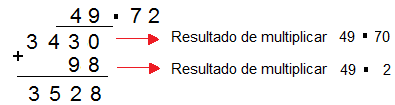 49 ▪ 72
3430 Resultado de multiplicar 49 ▪ 70
+
98 Resultado de multiplicar 49 ▪ 2
3528